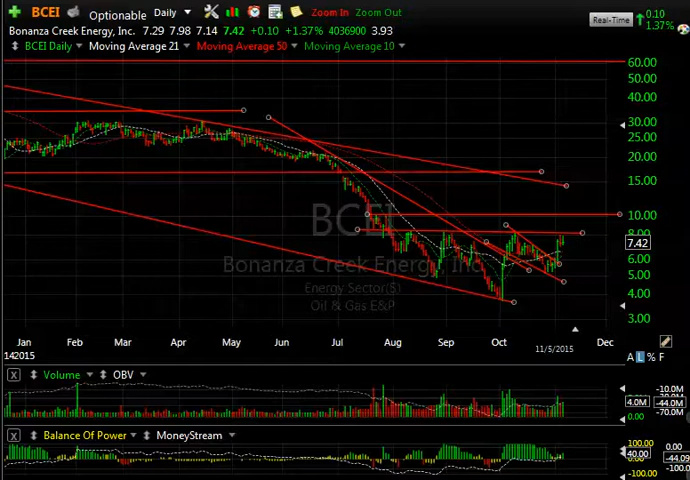 BCEI Optionable Daily Zoom In Zoom Out
Real-Time 0.10 1.37%
Bonanza Creek Energy, Inc. 7.29 7.98 7.14 7.42 +0.10 +1.37% 4036900 3.93
BCEI Daily Moving Average 21 Moving Average 50 Moving Average 10
60.00
50.00
40.00
30.00
25.00
20.00
15.00
10.00
8.00
7.42
6.00
5.00
4.00
3.00
BCEI
Bonanza Creek Energy, Inc
Energy Sector($)
Oil & Gas E&P
Jan Feb Mar Apr May Jun Jul Aug Sep Oct Dec
142015 11/5/2015 A L % F
X Volume OBV
-10.0M
4.0M -44.0M
0.00 -70.0M
X Balance Of Power MoneyStream
100.00 0.00
40.00 -44.09